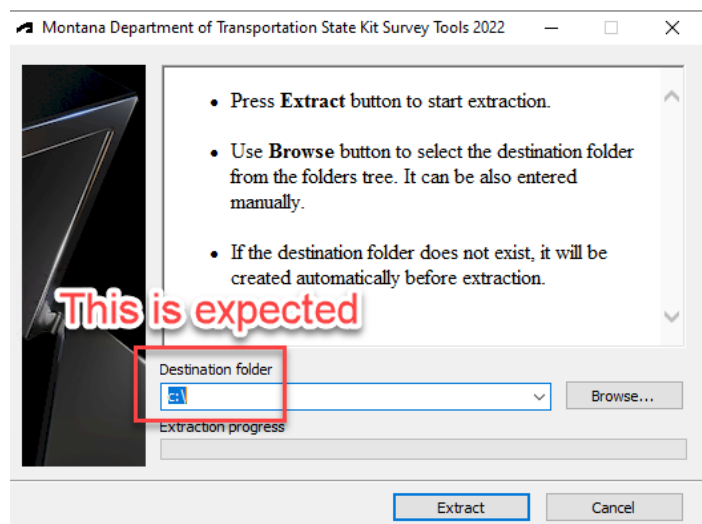 Montana Department of Transportation State Kit Survey Tools 2022
• Press Extract button to start extraction.
• Use Browse button to select the destination folder
from the folders tree. It can be also entered
manually.
• If the destination folder does not exist, it will be
created automatically before extraction.
This is expected
Destination folder
c:\
Browse...
Extraction progress
Extract
Cancel